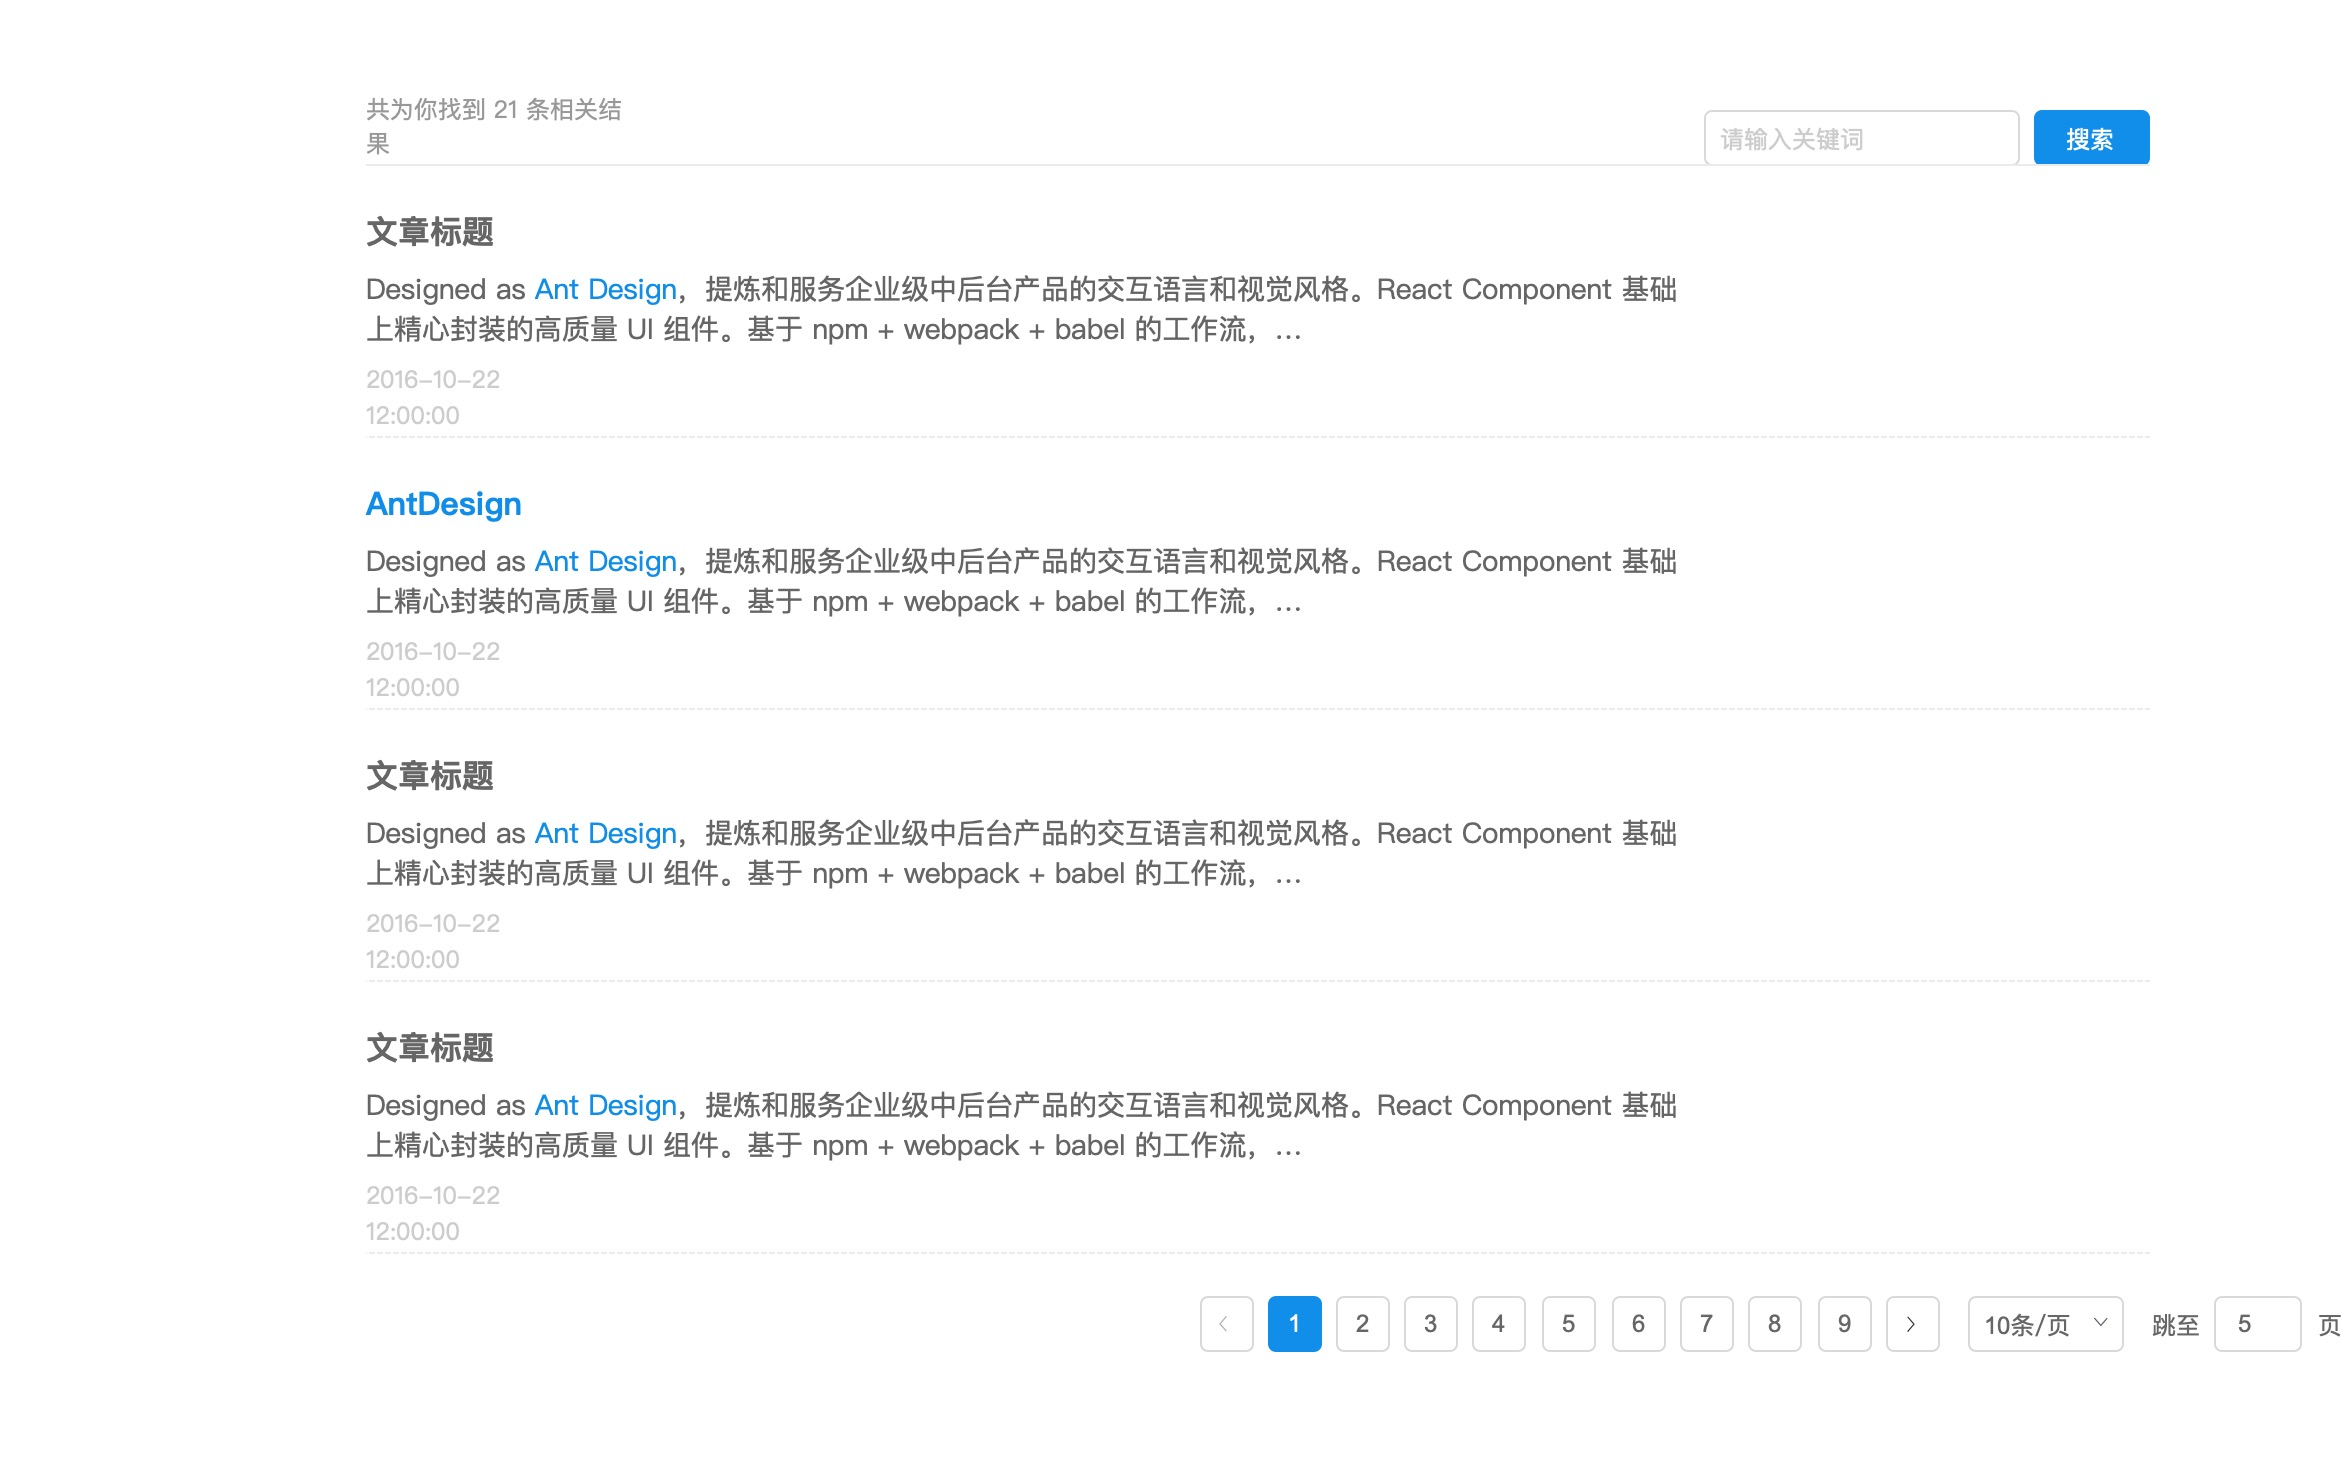 共为你找到 21 条相关结
果
请输入关键词
搜索
文章标题
Designed as Ant Design，提炼和服务企业级中后台产品的交互语言和视觉风格。React Component 基础
上精心封装的高质量 UI 组件。基于 npm + webpack + babel 的工作流，…
2016-10-22
12:00:00
AntDesign
Designed as Ant Design，提炼和服务企业级中后台产品的交互语言和视觉风格。React Component 基础
上精心封装的高质量 UI 组件。基于 npm + webpack + babel 的工作流，…
2016-10-22
12:00:00
文章标题
Designed as Ant Design，提炼和服务企业级中后台产品的交互语言和视觉风格。React Component 基础
上精心封装的高质量 UI 组件。基于 npm + webpack + babel 的工作流，…
2016-10-22
12:00:00
文章标题
Designed as Ant Design，提炼和服务企业级中后台产品的交互语言和视觉风格。React Component 基础
上精心封装的高质量 UI 组件。基于 npm + webpack + babel 的工作流，…
2016-10-22
12:00:00
1 2 3 4 5 6 7 8 9 10条/页 跳至 5 页